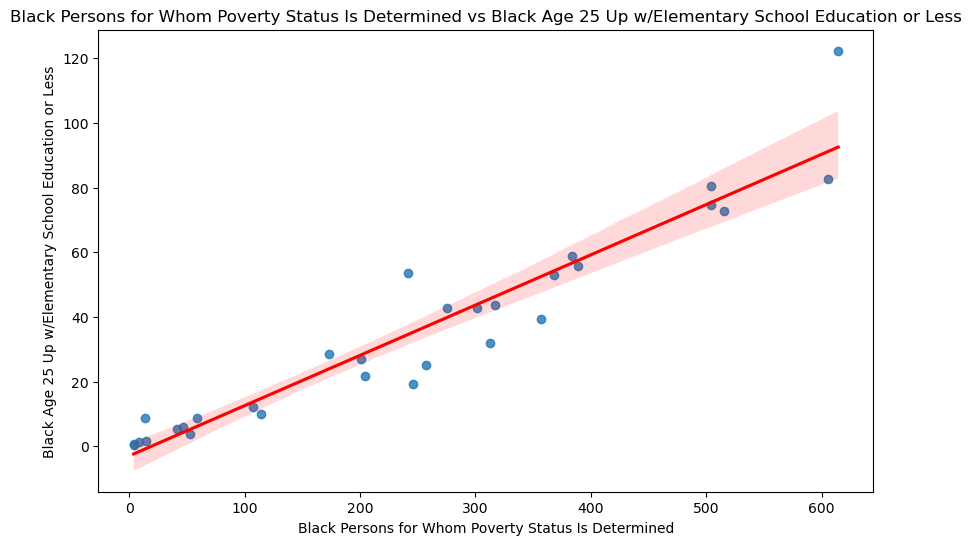 Black Persons for Whom Poverty Status Is Determined vs Black Age 25 Up w/Elementary School Education or Less
Black Age 25 Up w/Elementary School Education or Less
120
100
80
60
40
20
0
0 100 200 300 400 500 600
Black Persons for Whom Poverty Status Is Determined